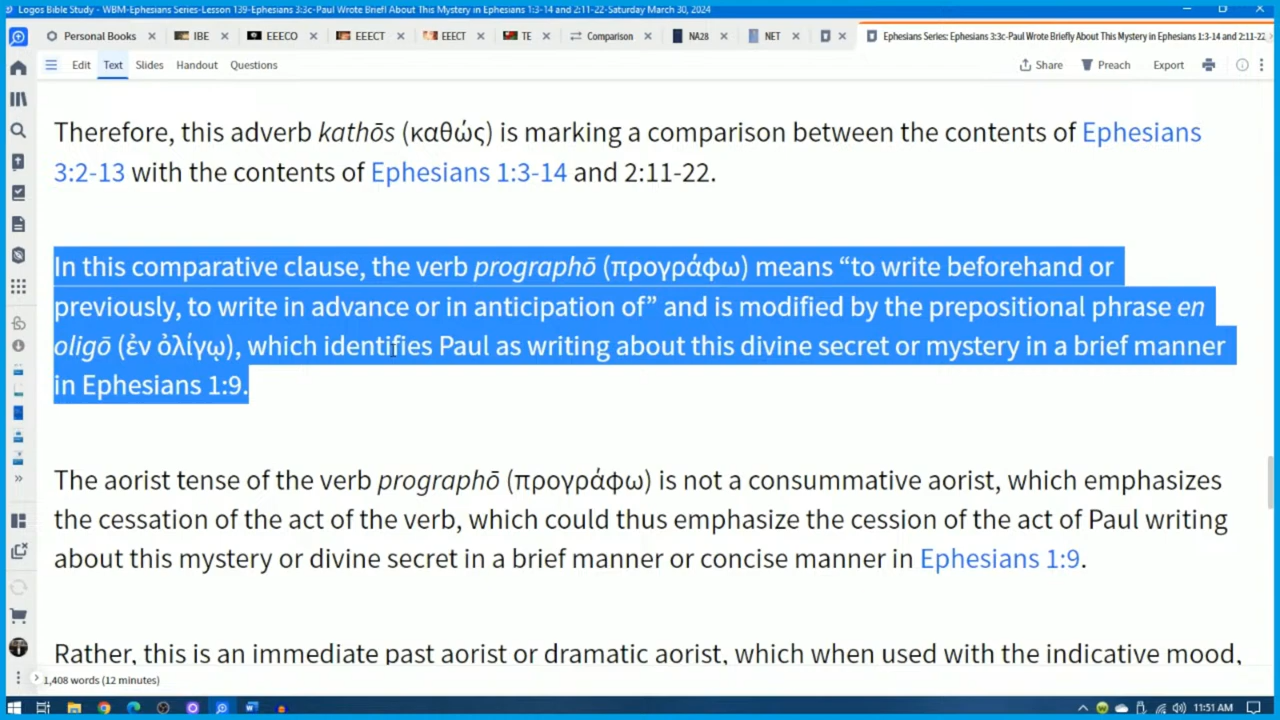 Logos Bible Study - WBM-Ephesians Series-Lesson 139-Ephesians 3:3c-Paul Wrote Briefl About This Mystery in Ephesians 1:3-14 and 2:11-22-Saturday March 30, 2024
Personal Books
IBE
EEECO
EEECT
EECT
TE
Comparison
NA28
NET
Ephesians Series: Ephesians 3:3c-Paul Wrote Briefly About This Mystery in Ephesians 1:3-14 and 2:11-22
Edit Text Slides Handout Questions Share Preach Export
Therefore, this adverb kathōs (καθώς) is marking a comparison between the contents of Ephesians
3:2-13 with the contents of Ephesians 1:3-14 and 2:11-22.
In this comparative clause, the verb prographō (προγράφω) means “to write beforehand or
previously, to write in advance or in anticipation of” and is modified by the prepositional phrase en
oligō (ἐν ὀλίγῳ), which identifies Paul as writing about this divine secret or mystery in a brief manner
in Ephesians 1:9.
The aorist tense of the verb prographō (προγράφω) is not a consummative aorist, which emphasizes
the cessation of the act of the verb, which could thus emphasize the cession of the act of Paul writing
about this mystery or divine secret in a brief manner or concise manner in Ephesians 1:9.
Rather, this is an immediate past aorist or dramatic aorist, which when used with the indicative mood,
1,408 words (12 minutes)
11:51 AM